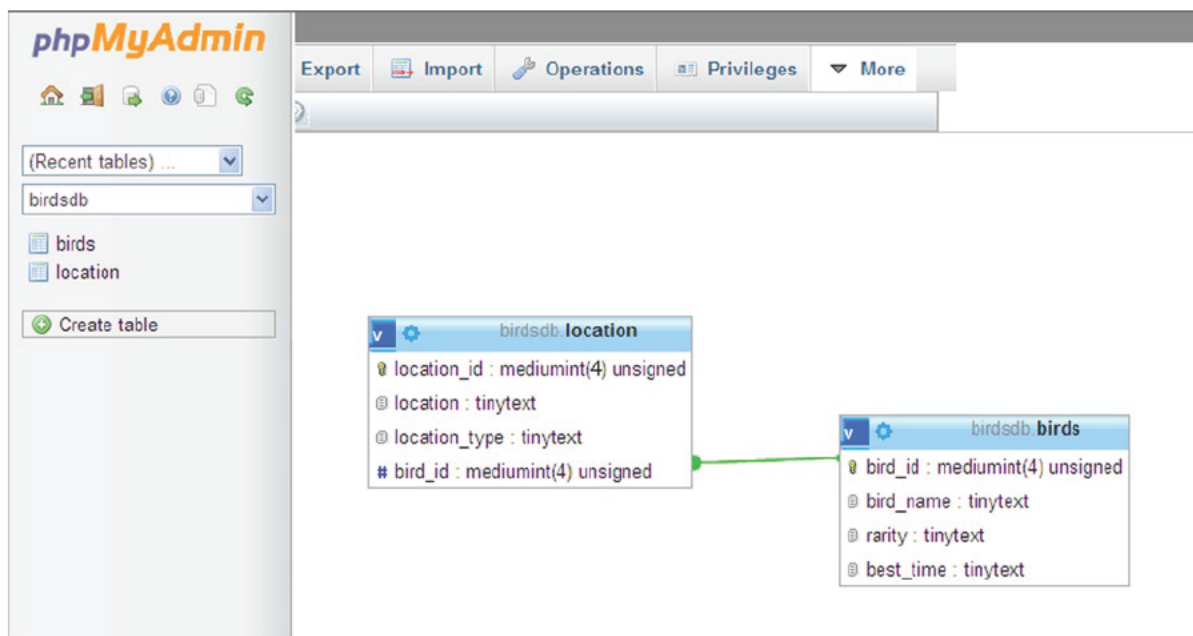 phpMyAdmin
Export Import Operations Privileges More
(Recent tables) ...
birdsdb
birds
location
Create table
v birdsdb.location
location_id : mediumint(4) unsigned
location : tinytext
location_type : tinytext
# bird_id : mediumint(4) unsigned
v birdsdb.birds
bird_id : mediumint(4) unsigned
bird_name : tinytext
rarity : tinytext
best_time : tinytext